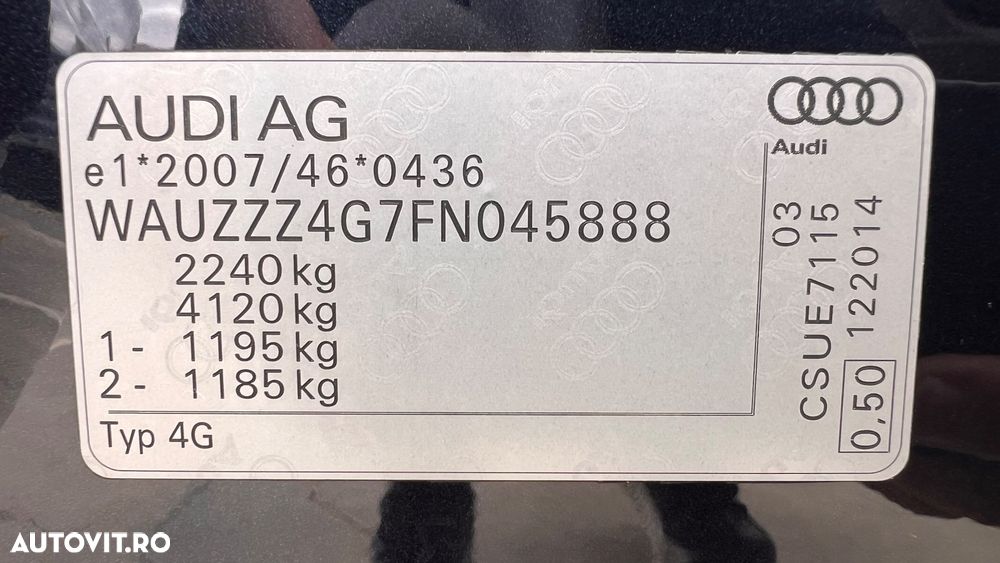 AUDI AG
e1*2007/46*0436
WAUZZZ4G7FN045888
2240 kg
4120 kg
1 - 1195 kg
2 - 1185 kg
Typ 4G
Audi
03
CSUE7115
122014
0,50
AUTOVIT.RO